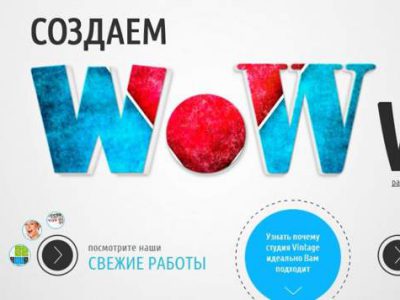 СОЗДАЕМ
WOW
посмотрите наши
СВЕЖИЕ РАБОТЫ
Узнать почему
студия Vintage
идеально Вам
подходит